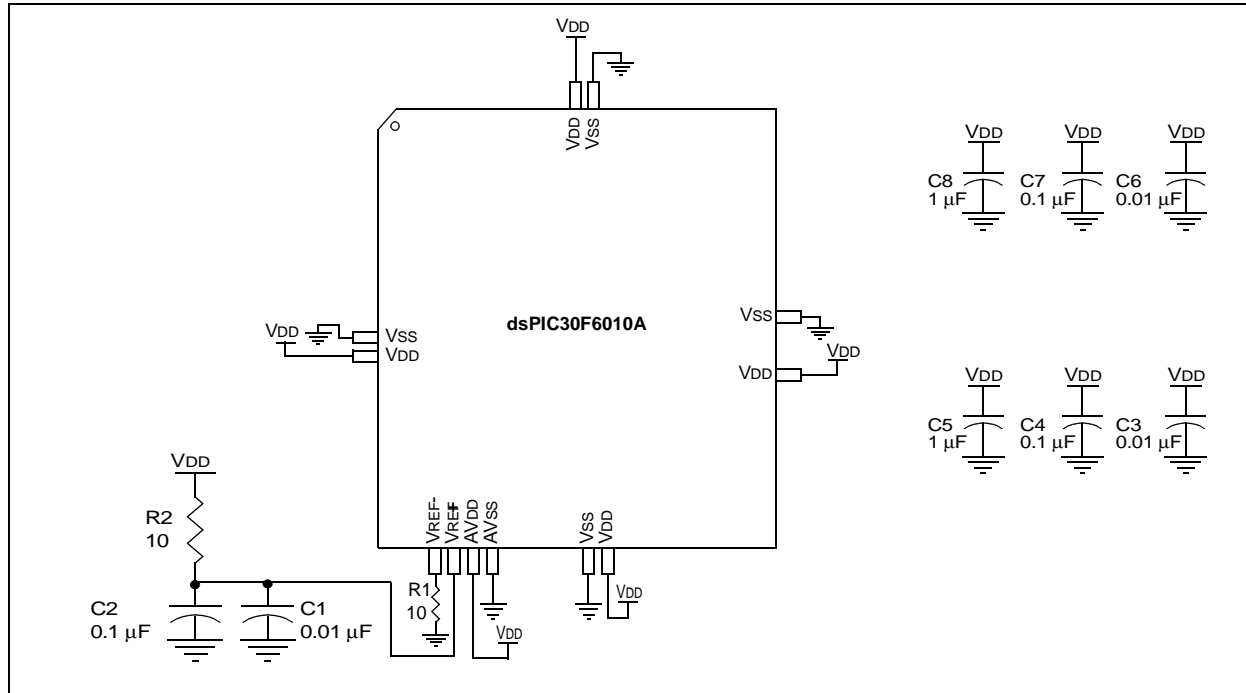 VDD
VDD
VSS
VDD
VDD
VDD
C8
1 µF
C7
0.1 µF
C6
0.01 µF
dsPIC30F6010A
VDD
VSS
VDD
VSS
VDD
VDD
VDD
VDD
VDD
C5
1 µF
C4
0.1 µF
C3
0.01 µF
VDD
R2
10
C2
0.1 µF
C1
0.01 µF
VREF-
VREF+
AVDD
AVSS
VSS
VDD
R1
10
VDD
VDD